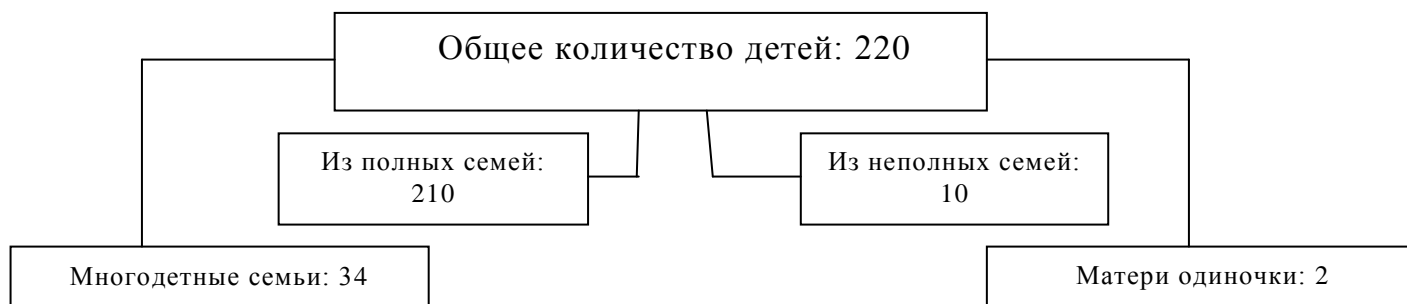 Общее количество детей: 220
Из полных семей:
210
Из неполных семей:
10
Многодетные семьи: 34
Матери одиночки: 2